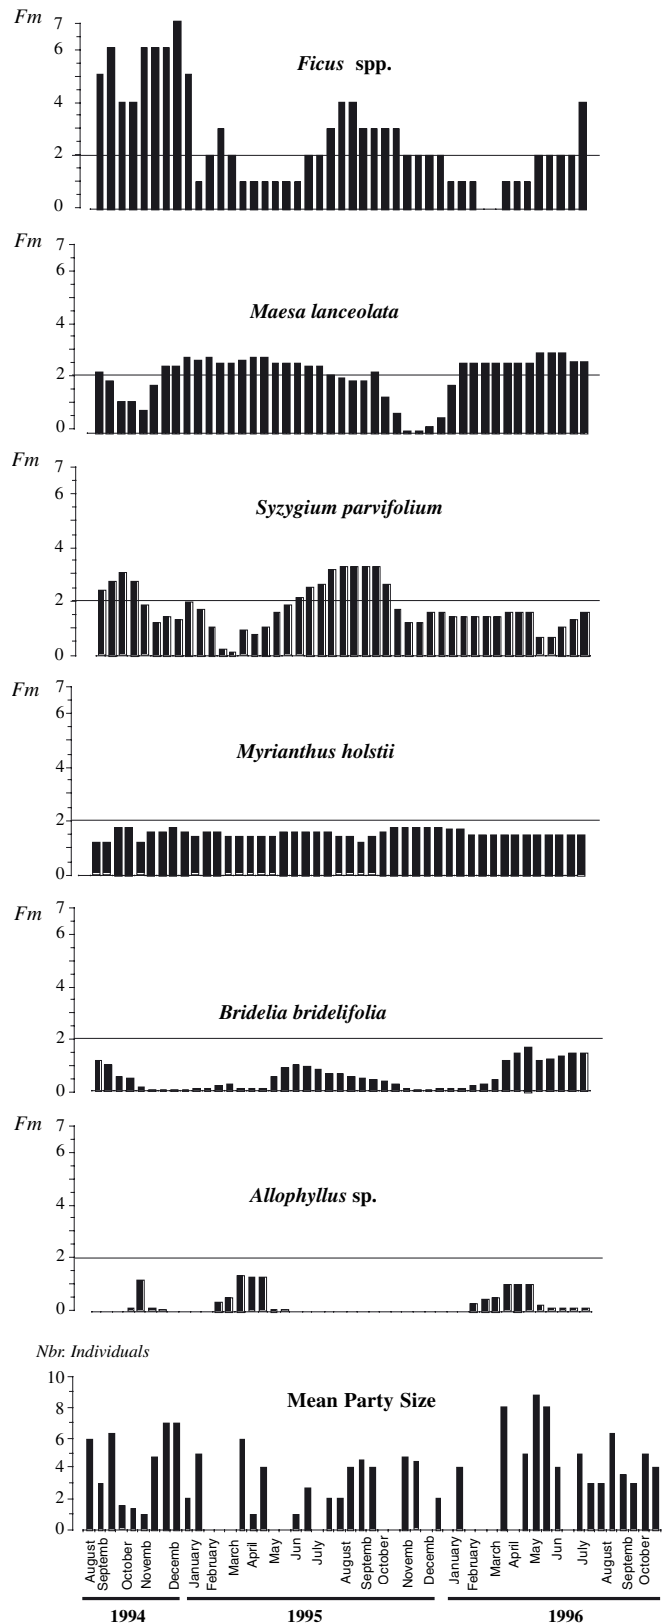 Fm
7
6
4
2
0
Ficus spp.
Fm
7
6
4
2
0
Maesa lanceolata
Fm
7
6
4
2
0
Syzygium parvifolium
Fm
7
6
4
2
0
Myrianthus holstii
Fm
7
6
4
2
0
Bridelia bridelifolia
Fm
7
6
4
2
0
Allophyllus sp.
Nbr. Individuals
10
8
6
4
2
0
Mean Party Size
August Septemb October Novemb Decemb January February March April May Jun July August Septemb October Novemb Decemb January February March April May Jun July August Septemb October
1994 1995 1996